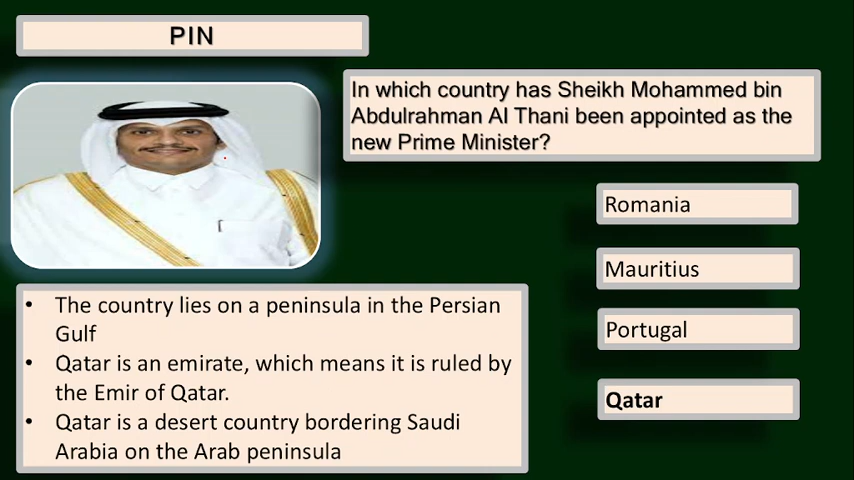 PIN
In which country has Sheikh Mohammed bin
Abdulrahman Al Thani been appointed as the
new Prime Minister?
Romania
Mauritius
Portugal
Qatar
• The country lies on a peninsula in the Persian
Gulf
• Qatar is an emirate, which means it is ruled by
the Emir of Qatar.
• Qatar is a desert country bordering Saudi
Arabia on the Arab peninsula